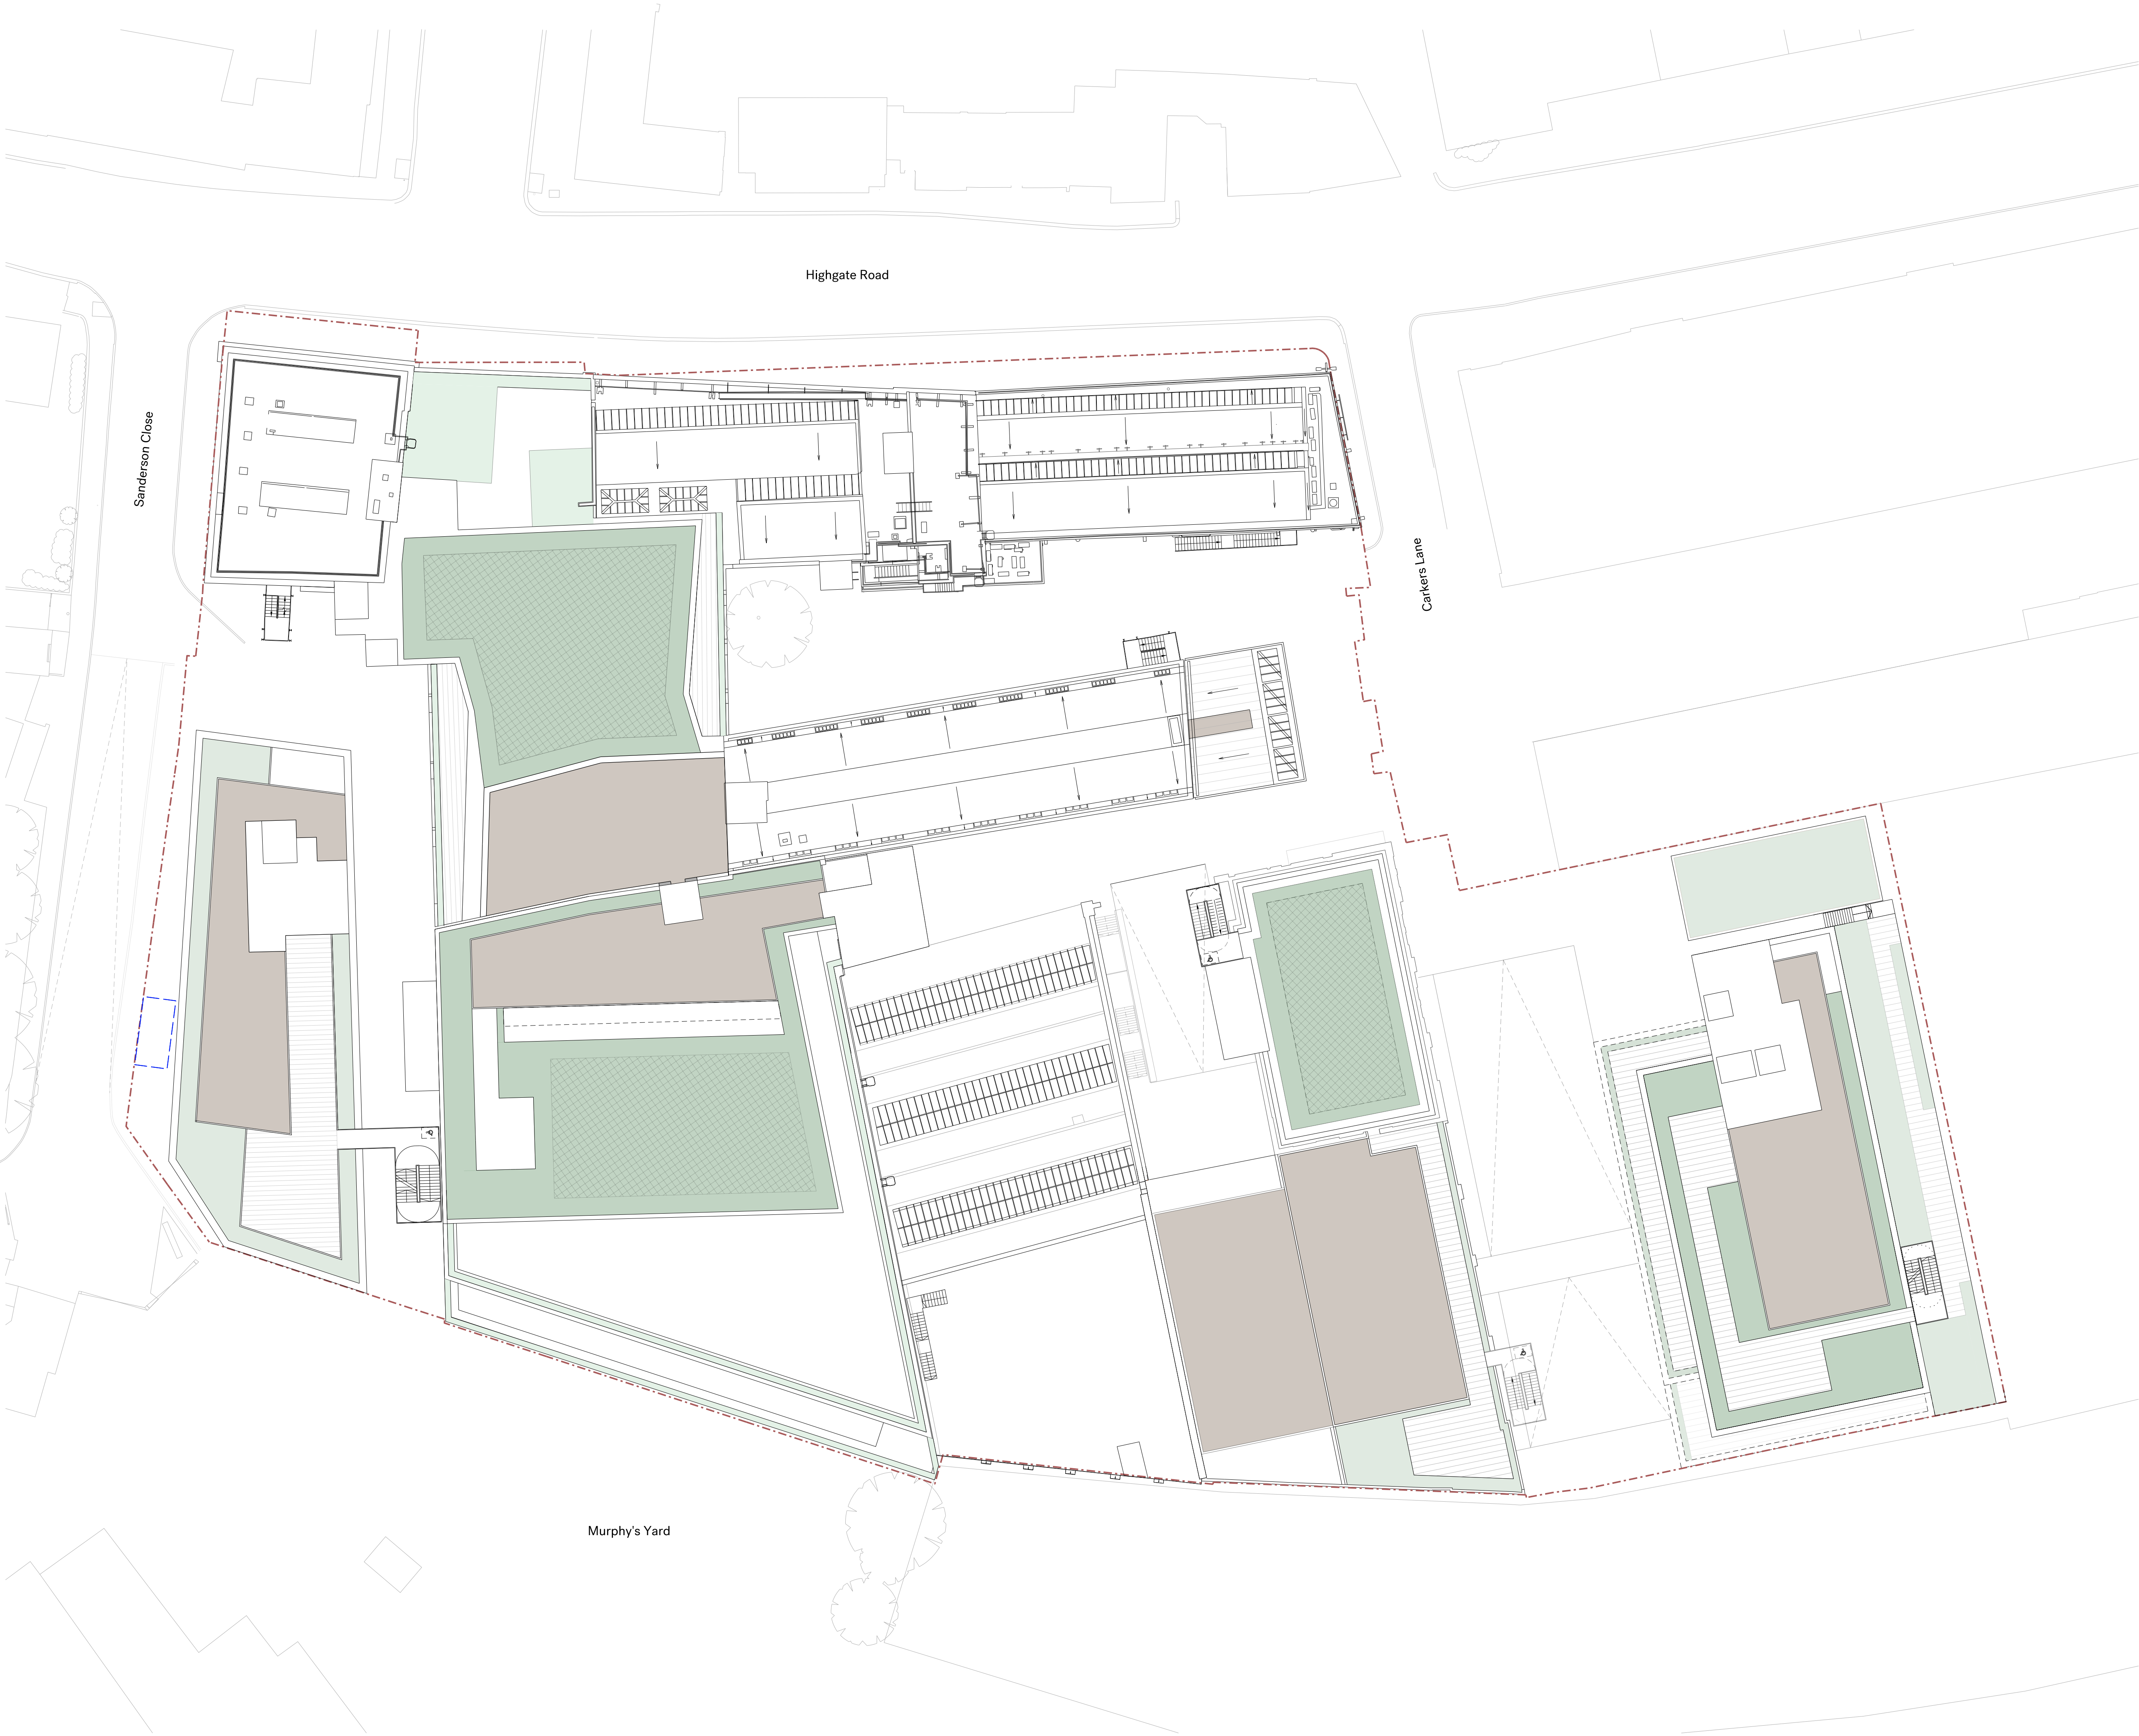 Highgate Road
Sanderson Close
Carkers Lane
Murphy's Yard